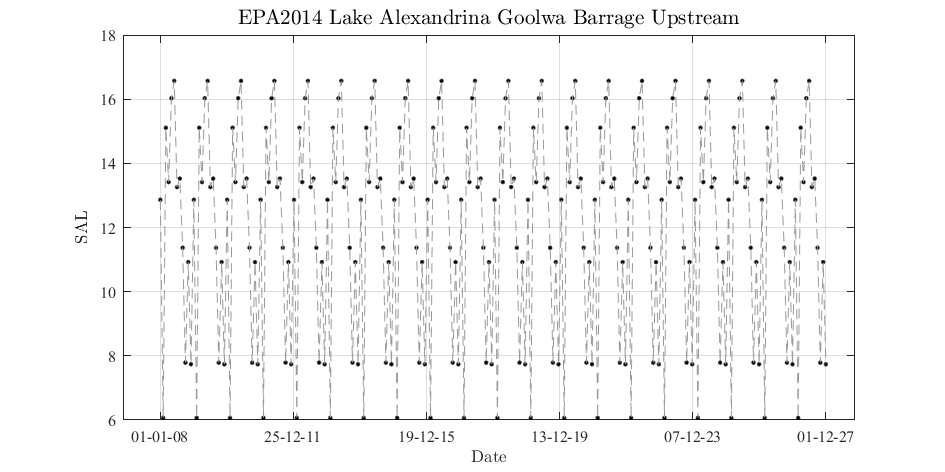 EPA2014 Lake Alexandrina Goolwa Barrage Upstream
18
16
14
12
10
8
6
SAL
01-01-08 25-12-11 19-12-15 13-12-19 07-12-23 01-12-27
Date